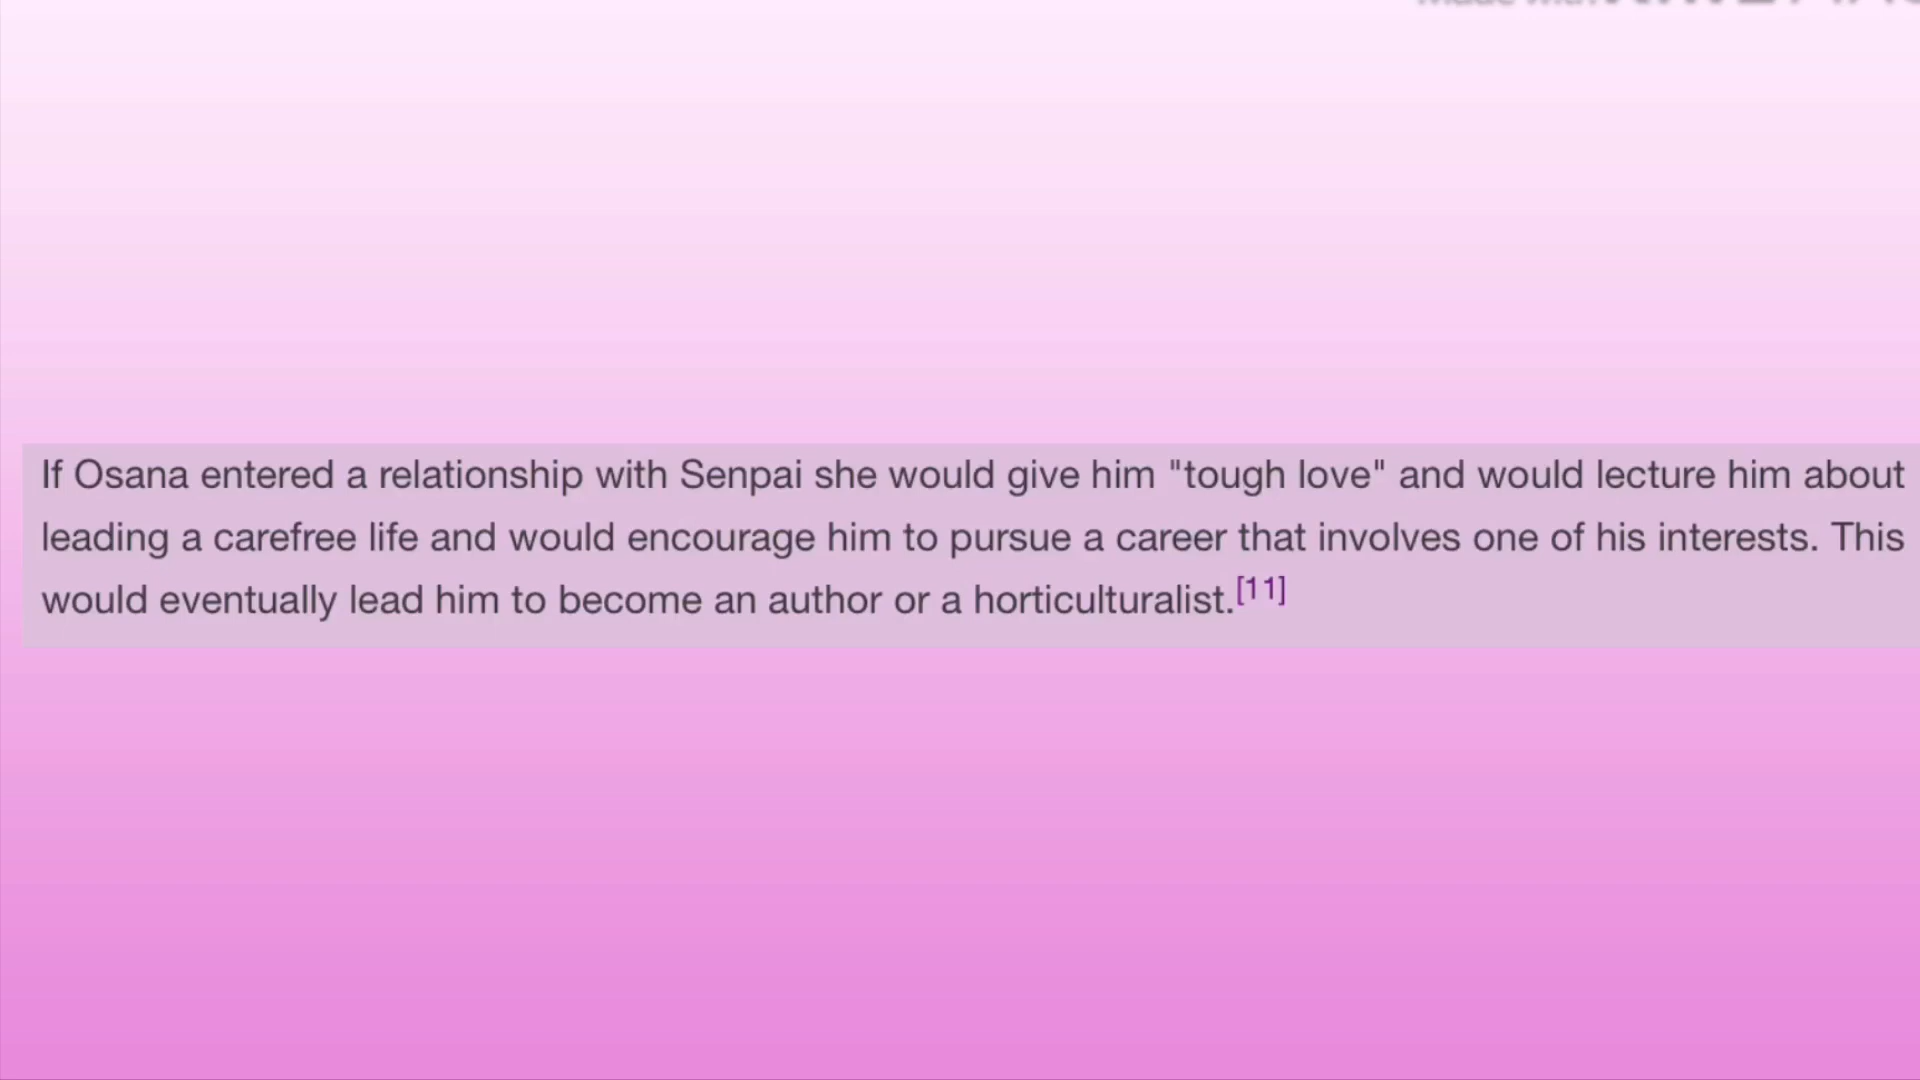 Made with
If Osana entered a relationship with Senpai she would give him "tough love" and would lecture him about
leading a carefree life and would encourage him to pursue a career that involves one of his interests. This
would eventually lead him to become an author or a horticulturalist.[11]